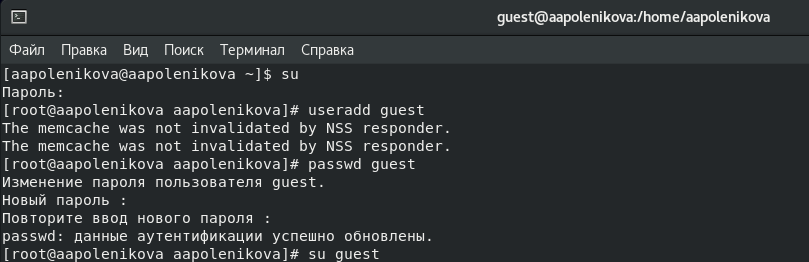 guest@aapolenikova:/home/aapolenikova
Файл Правка Вид Поиск Терминал Справка
[aapolenikova@aapolenikova ~]$ su
Пароль:
[root@aapolenikova aapolenikova]# useradd guest
The memcache was not invalidated by NSS responder.
The memcache was not invalidated by NSS responder.
[root@aapolenikova aapolenikova]# passwd guest
Изменение пароля пользователя guest.
Новый пароль :
Повторите ввод нового пароля :
passwd: данные аутентификации успешно обновлены.
[root@aapolenikova aapolenikova]# su guest